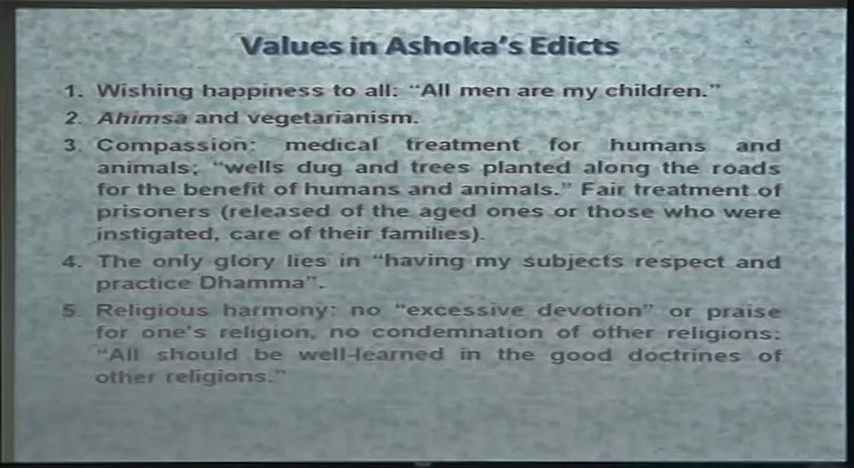 Values in Ashoka's Edicts
1. Wishing happiness to all: "All men are my children."
2. Ahimsa and vegetarianism.
3. Compassion: medical treatment for humans and
animals; "wells dug and trees planted along the roads
for the benefit of humans and animals." Fair treatment of
prisoners (released of the aged ones or those who were
instigated, care of their families).
4. The only glory lies in "having my subjects respect and
practice Dhamma".
5. Religious harmony: no "excessive devotion" or praise
for one's religion, no condemnation of other religions:
"All should be well-learned in the good doctrines of
other religions."